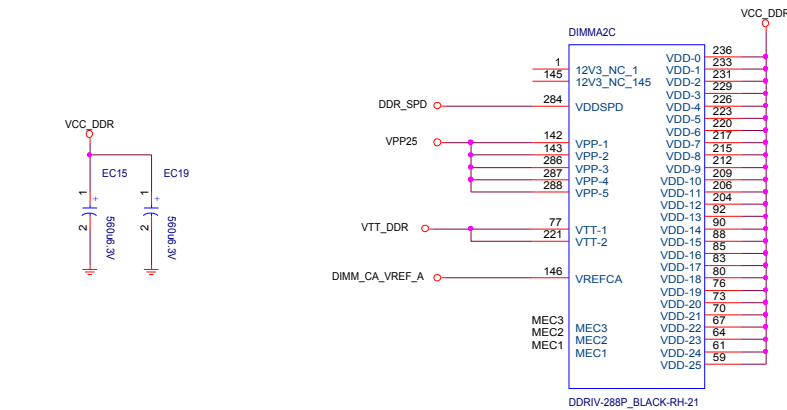 VCC_DDR
DIMMA2C
1 12V3_NC_1
145 12V3_NC_145
DDR_SPD 284 VDDSPD
VPP25 142 VPP-1
143 VPP-2
286 VPP-3
287 VPP-4
288 VPP-5
VTT_DDR 77 VTT-1
221 VTT-2
DIMM_CA_VREF_A 146 VREFCA
MEC3 MEC3
MEC2 MEC2
MEC1 MEC1
VDD-0 236
VDD-1 233
VDD-2 231
VDD-3 229
VDD-4 226
VDD-5 223
VDD-6 220
VDD-7 217
VDD-8 215
VDD-9 212
VDD-10 209
VDD-11 206
VDD-12 204
VDD-13 92
VDD-14 90
VDD-15 88
VDD-16 85
VDD-17 83
VDD-18 80
VDD-19 76
VDD-20 73
VDD-21 70
VDD-22 67
VDD-23 64
VDD-24 61
VDD-25 59
DDRIV-288P_BLACK-RH-21
VCC_DDR
EC15 EC19
1 + 1 +
2 2
560u6.3V 560u6.3V